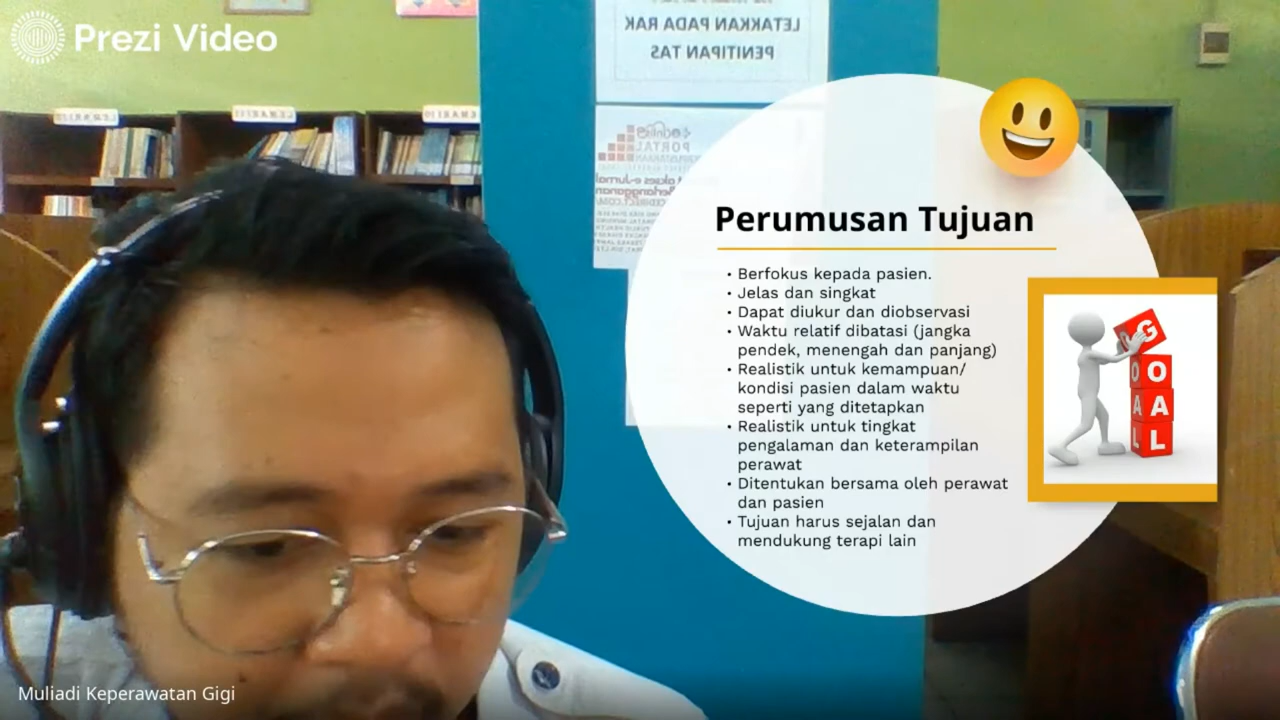 Prezi Video
LETAKKAN PADA RAK
PENITIPAN TAS
PORTAL
Perumusan Tujuan
• Berfokus kepada pasien.
• Jelas dan singkat
• Dapat diukur dan diobservasi
• Waktu relatif dibatasi (jangka
pendek, menengah dan panjang)
• Realistik untuk kemampuan/
kondisi pasien dalam waktu
seperti yang ditetapkan
• Realistik untuk tingkat
pengalaman dan keterampilan
perawat
• Ditentukan bersama oleh perawat
dan pasien
• Tujuan harus sejalan dan
mendukung terapi lain
G
O
A
L
O
A
L
Muliadi Keperawatan Gigi